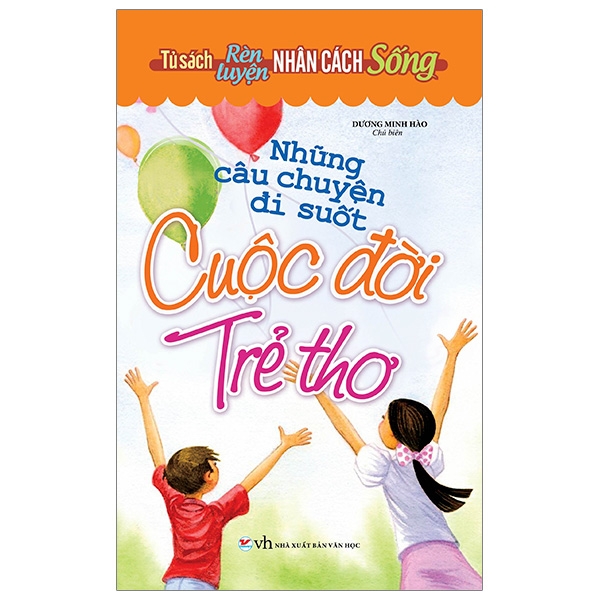 Tủ sách Rèn luyện NHÂN CÁCH Sống
DƯƠNG MINH HÀO
Chủ biên
Những
câu chuyện
đi suốt
Cuộc đời
Trẻ thơ
vh NHÀ XUẤT BẢN VĂN HỌC